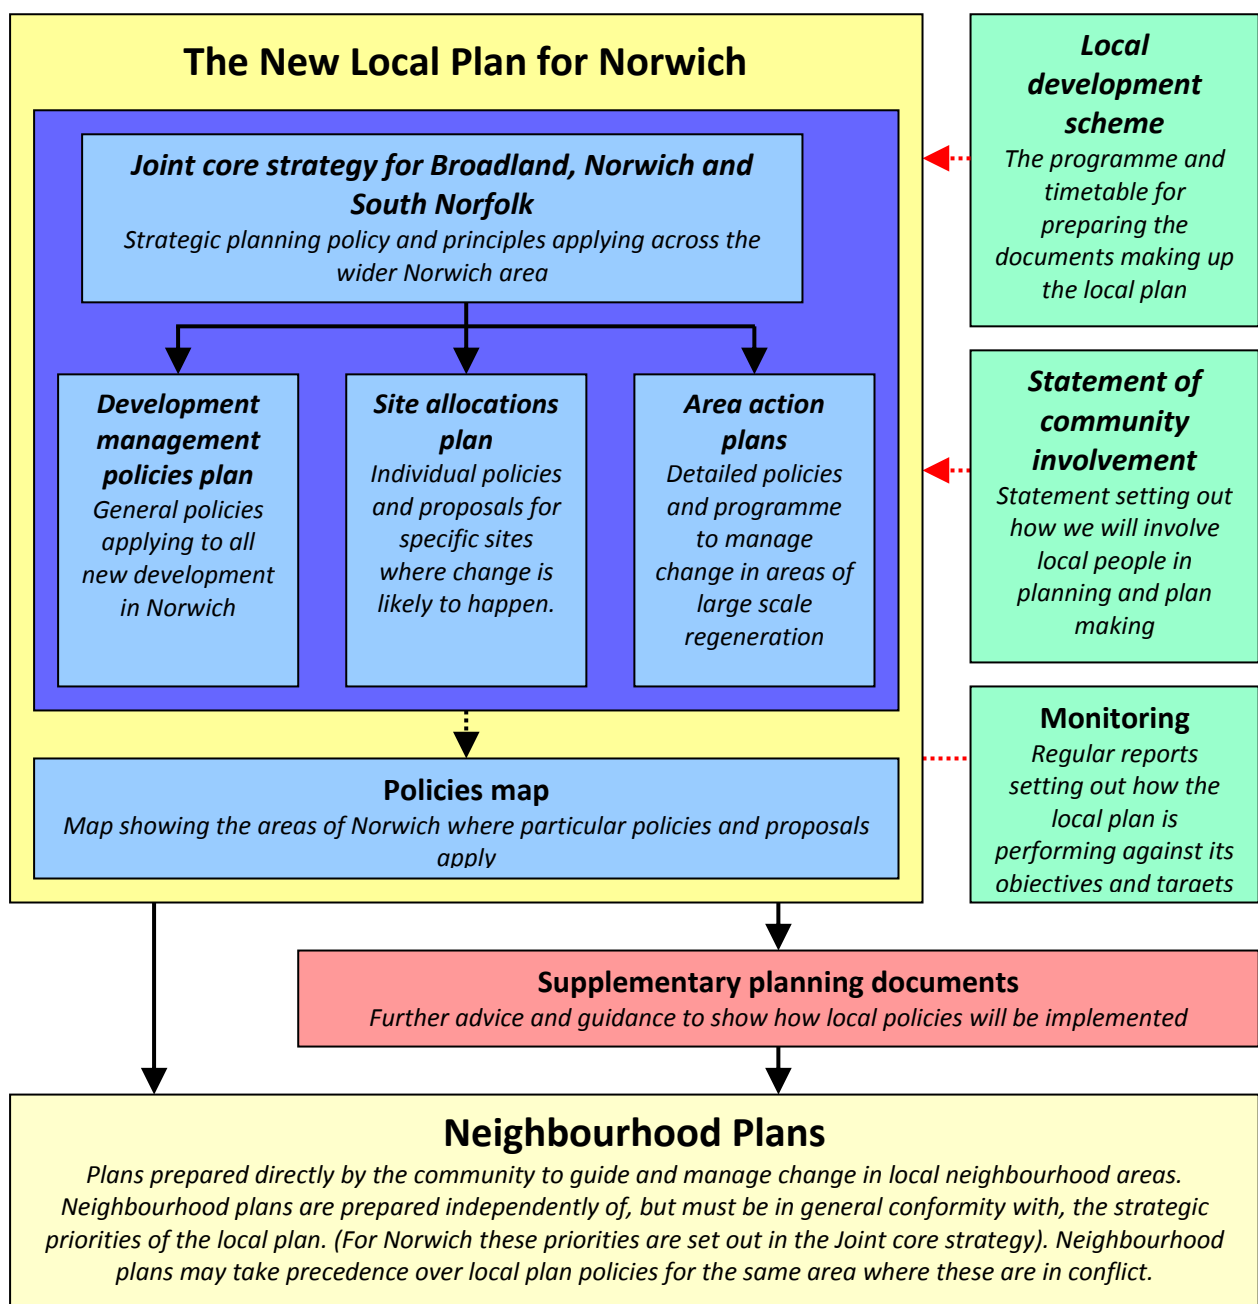 The New Local Plan for Norwich
Joint core strategy for Broadland, Norwich and
South Norfolk
Strategic planning policy and principles applying across the
wider Norwich area
Development
management
policies plan
General policies
applying to all
new development
in Norwich
Site allocations
plan
Individual policies
and proposals for
specific sites
where change is
likely to happen.
Area action
plans
Detailed policies
and programme
to manage
change in areas of
large scale
regeneration
Policies map
Map showing the areas of Norwich where particular policies and proposals
apply
Local
development
scheme
The programme and
timetable for
preparing the
documents making up
the local plan
Statement of
community
involvement
Statement setting out
how we will involve
local people in
planning and plan
making
Monitoring
Regular reports
setting out how the
local plan is
performing against its
objectives and targets
Supplementary planning documents
Further advice and guidance to show how local policies will be implemented
Neighbourhood Plans
Plans prepared directly by the community to guide and manage change in local neighbourhood areas.
Neighbourhood plans are prepared independently of, but must be in general conformity with, the strategic
priorities of the local plan. (For Norwich these priorities are set out in the Joint core strategy). Neighbourhood
plans may take precedence over local plan policies for the same area where these are in conflict.